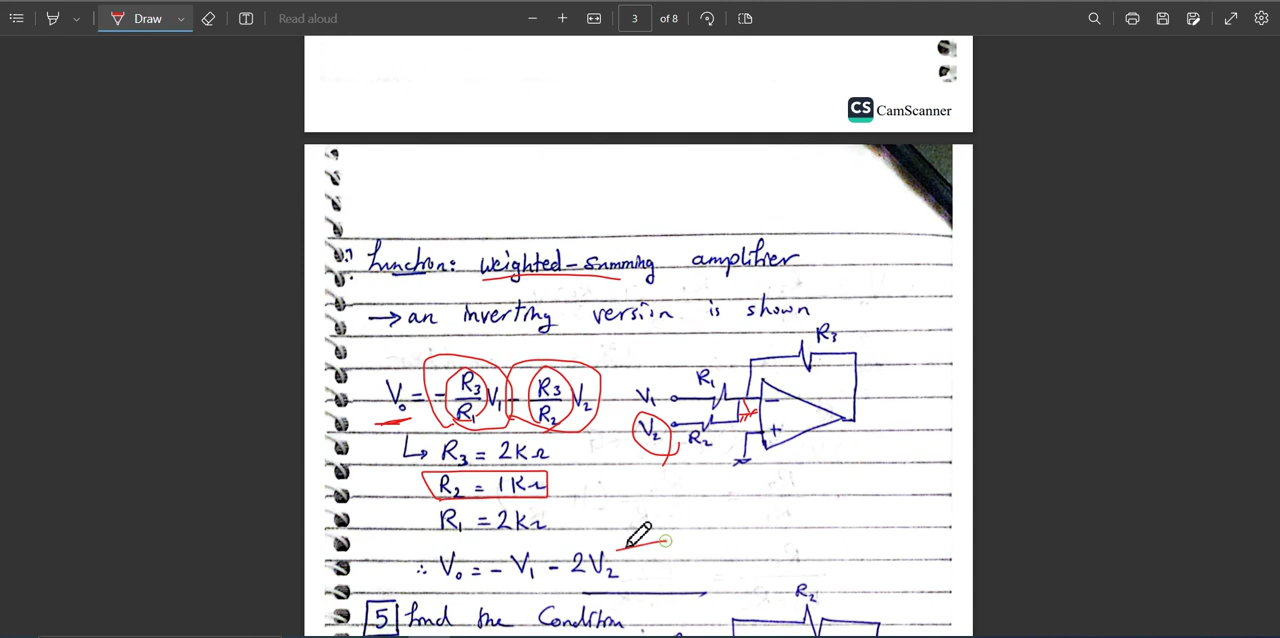 Draw
Read aloud
3 of 8
CS CamScanner
Function: weighted-summing amplifier
→ an inverting version is shown
R3
V0 = - R3/R1 V1 - R3/R2 V2
V1 R1 -
V2 R2 +
↳ R3 = 2KΩ
R2 = 1KΩ
R1 = 2KΩ
∴ V0 = - V1 - 2V2
R2
5 find the Condition